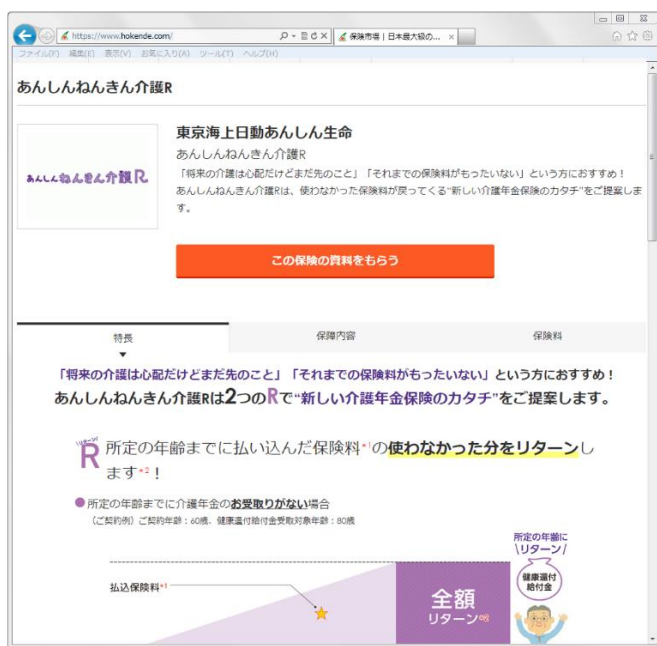 https://www.hokende.com/
保険市場 | 日本最大級の... ×
ファイル(F) 編集(E) 表示(V) お気に入り(A) ツール(T) ヘルプ(H)
あんしんねんきん介護R
あんしんねんきん介護R
東京海上日動あんしん生命
あんしんねんきん介護R
「将来の介護は心配だけどまだ先のこと」「それまでの保険料がもったいない」という方におすすめ！
あんしんねんきん介護Rは、使わなかった保険料が戻ってくる“新しい介護年金保険のカタチ”をご提案しま
す。
この保険の資料をもらう
特長
保障内容
保険料
「将来の介護は心配だけどまだ先のこと」「それまでの保険料がもったいない」という方におすすめ！
あんしんねんきん介護Rは2つのRで“新しい介護年金保険のカタチ”をご提案します。
リターン!
R 所定の年齢までに払い込んだ保険料*1の使わなかった分をリターンし
ます*2！
●所定の年齢までに介護年金のお受取りがない場合
（ご契約例）ご契約年齢：60歳、健康還付給付金受取対象年齢：80歳
所定の年齢に
\リターン/
健康還付
給付金
払込保険料*1
全額
リターン*2